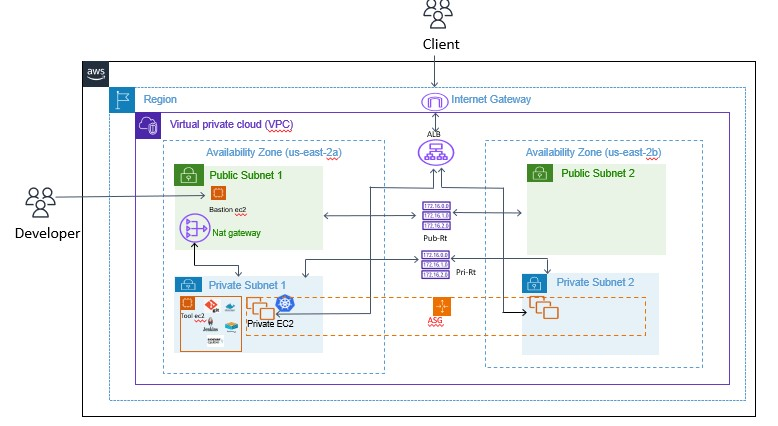 Client
aws
Region
Internet Gateway
Virtual private cloud (VPC)
ALB
Availability Zone (us-east-2a)
Availability Zone (us-east-2b)
Public Subnet 1
Public Subnet 2
Bastion ec2
172.16.0.0
172.16.1.0
172.16.2.0
Pub-Rt
Developer
Nat gateway
172.16.0.0
172.16.1.0
172.16.2.0
Pri-Rt
Private Subnet 1
Private Subnet 2
Tool ec2
git
Jenkins
Private EC2
ASG